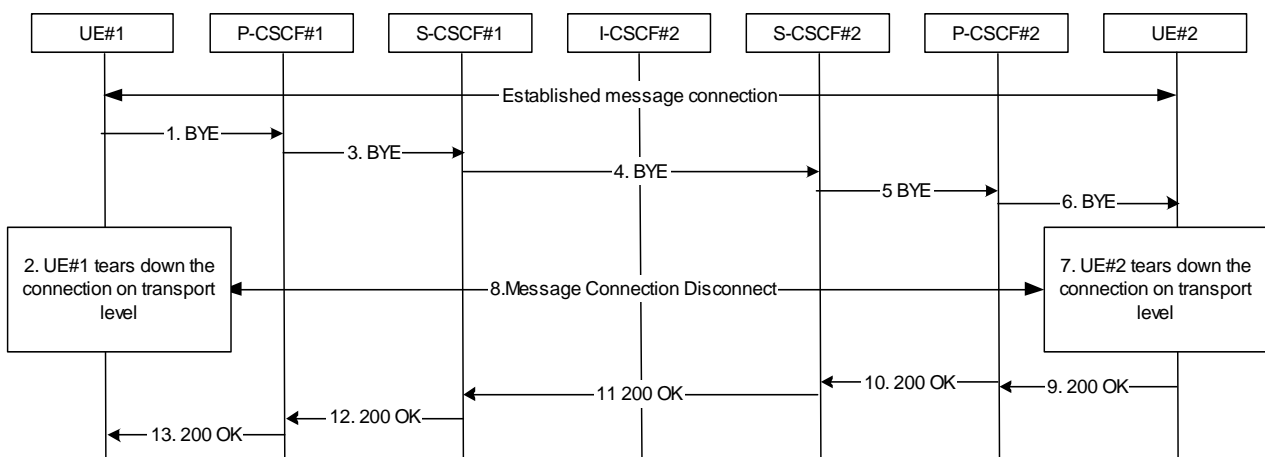 UE#1
P-CSCF#1
S-CSCF#1
I-CSCF#2
S-CSCF#2
P-CSCF#2
UE#2
Established message connection
1. BYE
3. BYE
4. BYE
5 BYE
6. BYE
2. UE#1 tears down the
connection on transport
level
8.Message Connection Disconnect
7. UE#2 tears down the
connection on transport
level
9. 200 OK
10. 200 OK
11 200 OK
12. 200 OK
13. 200 OK